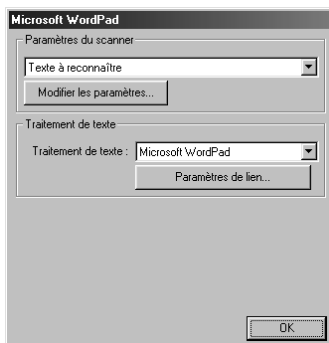 Microsoft WordPad
Paramètres du scanner
Texte à reconnaître
Modifier les paramètres...
Traitement de texte
Traitement de texte : Microsoft WordPad
Paramètres de lien...
OK